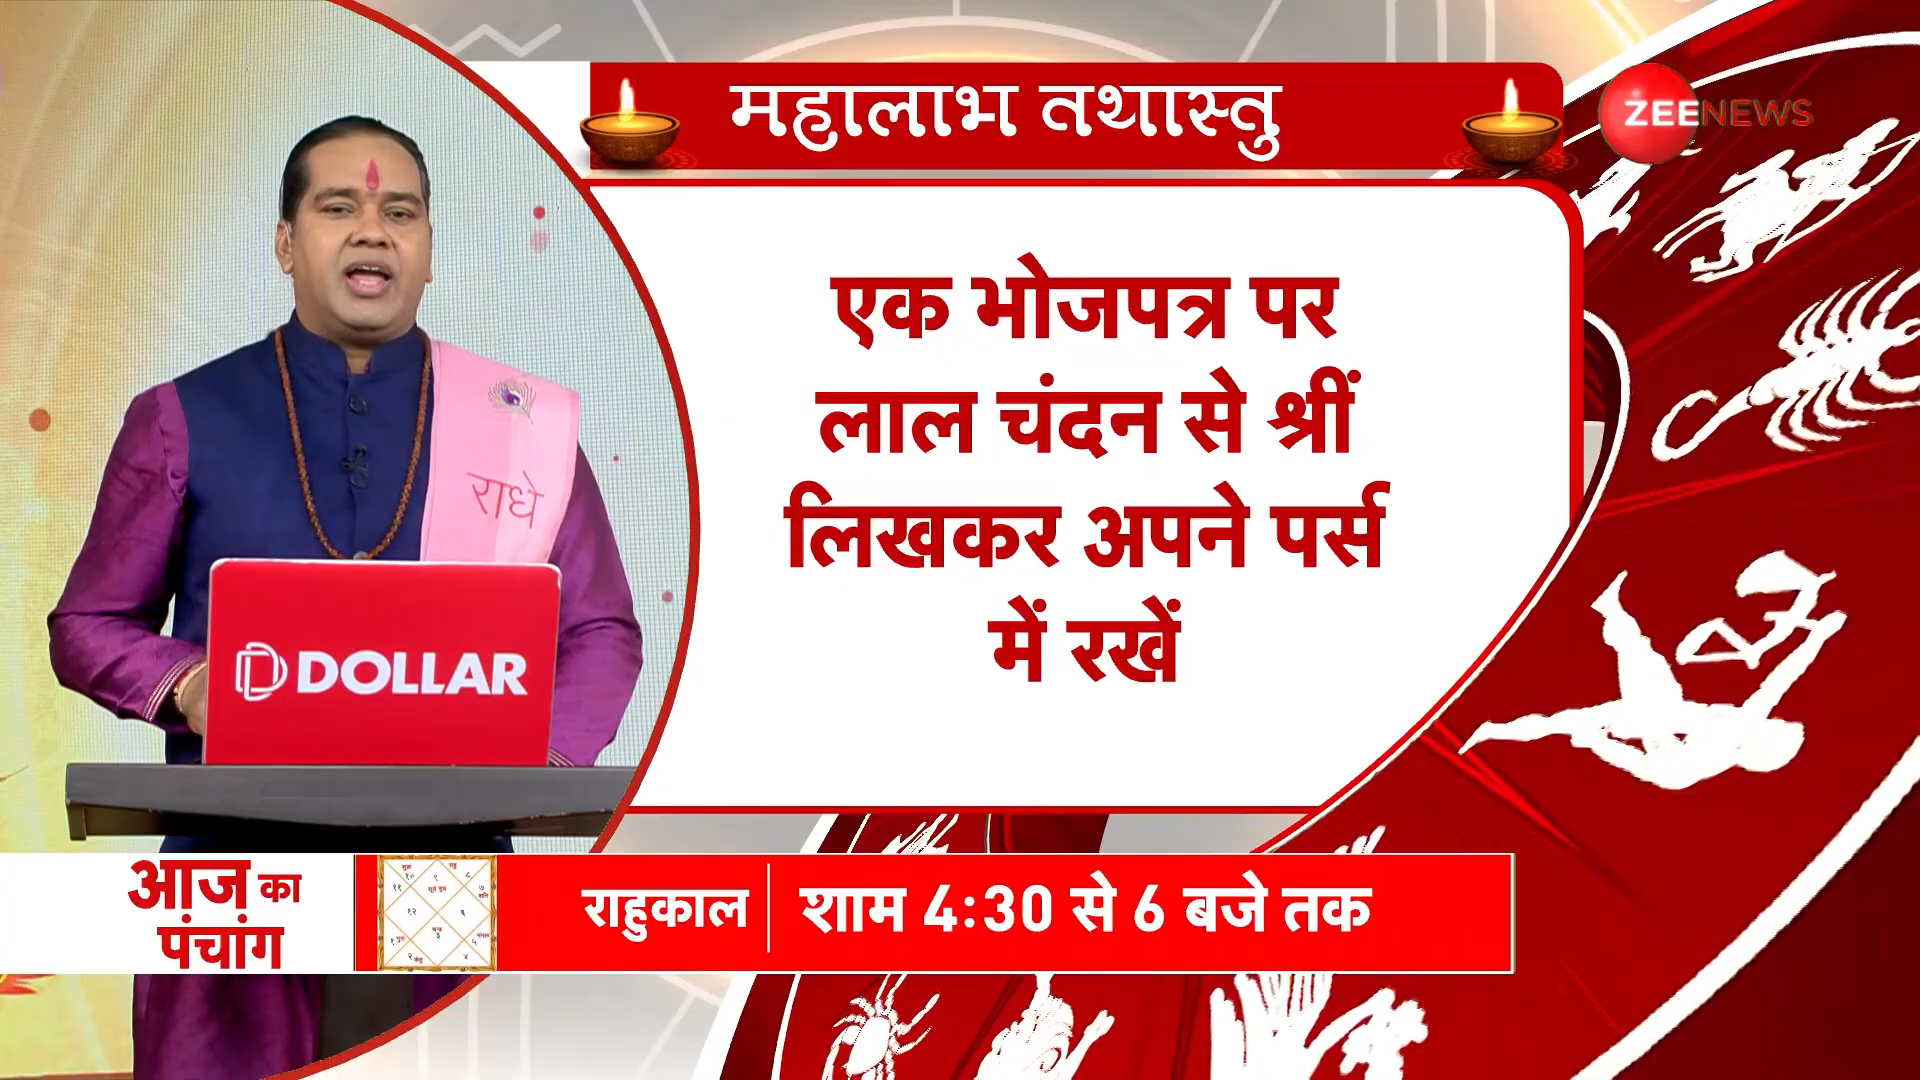 महालाभ तथास्तु
ZEENEWS
एक भोजपत्र पर
लाल चंदन से श्रीं
लिखकर अपने पर्स
में रखें
राधे
DOLLAR
आज का
पंचांग
राहुकाल
शाम 4:30 से 6 बजे तक